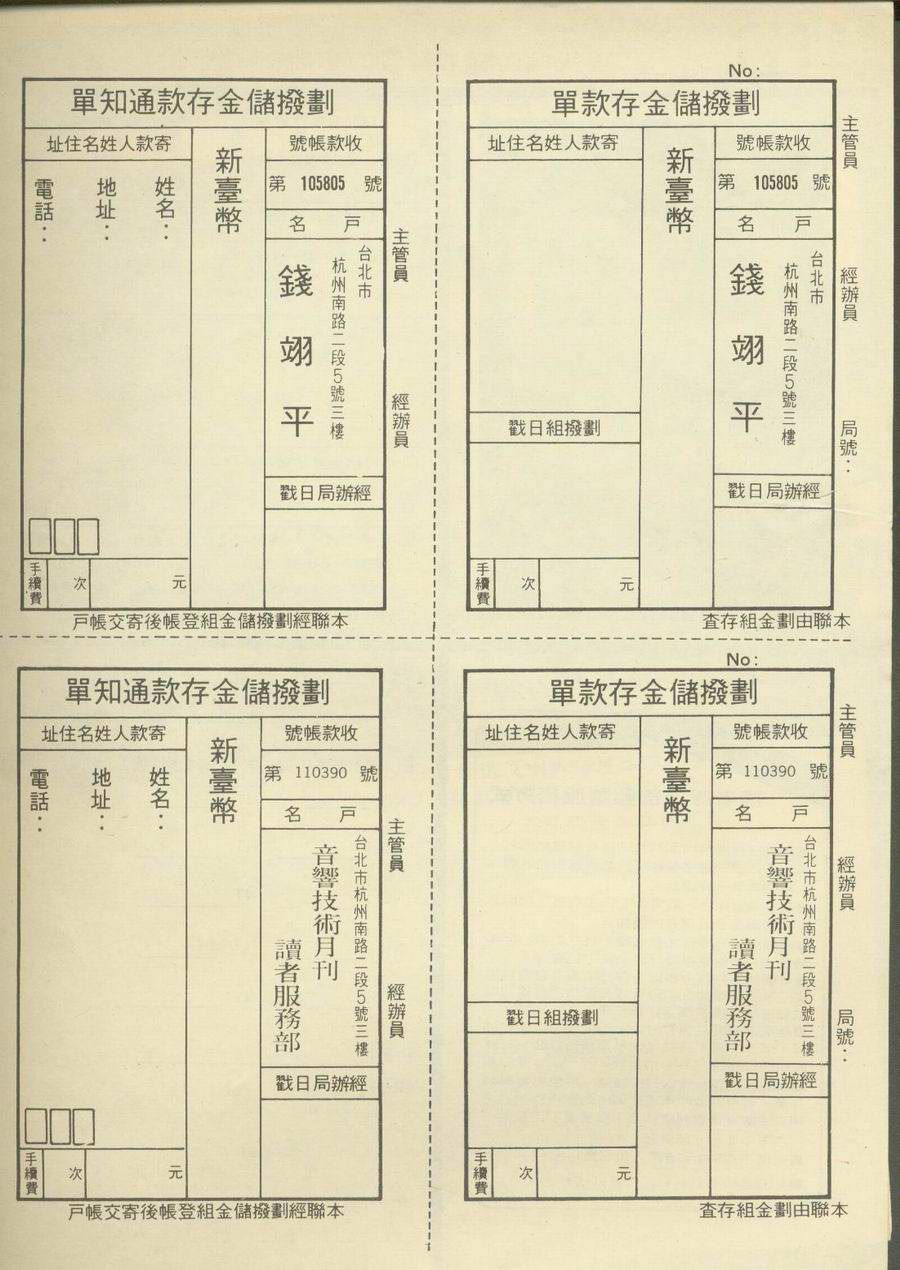 No:
劃撥儲金存款單
收款帳號
第 105805 號
戶名
台北市
杭州南路二段5號三樓
錢翊平
經辦局日戳
新臺幣
寄款人姓名住址
劃撥組日戳
手續費
次
元
主管員
經辦員
局號:
本聯由劃金組存查
劃撥儲金存款通知單
收款帳號
第 105805 號
戶名
台北市
杭州南路二段5號三樓
錢翊平
經辦局日戳
新臺幣
寄款人姓名住址
姓名:
地址:
電話:
手續費
次
元
主管員
經辦員
本聯經劃撥儲金組登帳後寄交帳戶
No:
劃撥儲金存款單
收款帳號
第 110390 號
戶名
台北市杭州南路二段5號三樓
音響技術月刊
讀者服務部
經辦局日戳
新臺幣
寄款人姓名住址
劃撥組日戳
手續費
次
元
主管員
經辦員
局號:
本聯由劃金組存查
劃撥儲金存款通知單
收款帳號
第 110390 號
戶名
台北市杭州南路二段5號三樓
音響技術月刊
讀者服務部
經辦局日戳
新臺幣
寄款人姓名住址
姓名:
地址:
電話:
手續費
次
元
主管員
經辦員
本聯經劃撥儲金組登帳後寄交帳戶